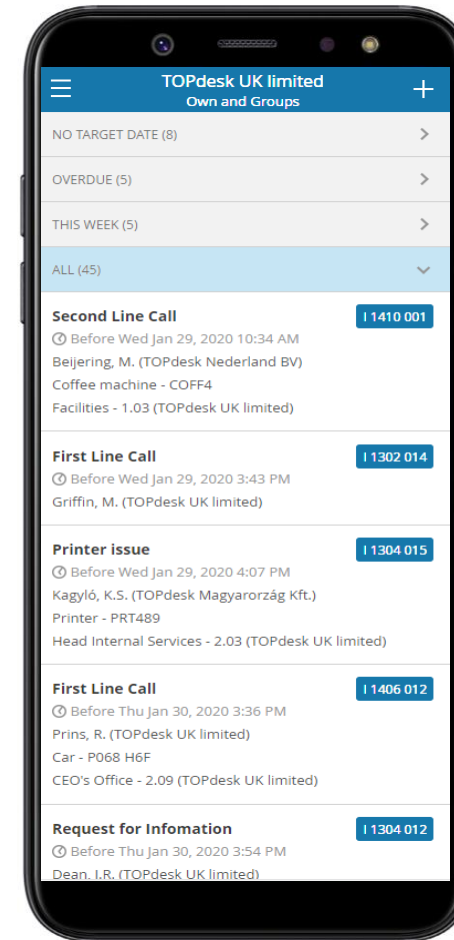 TOPdesk UK limited
Own and Groups
NO TARGET DATE (8)
OVERDUE (5)
THIS WEEK (5)
ALL (45)
Second Line Call
I 1410 001
Before Wed Jan 29, 2020 10:34 AM
Beijering, M. (TOPdesk Nederland BV)
Coffee machine - COFF4
Facilities - 1.03 (TOPdesk UK limited)
First Line Call
I 1302 014
Before Wed Jan 29, 2020 3:43 PM
Griffin, M. (TOPdesk UK limited)
Printer issue
I 1304 015
Before Wed Jan 29, 2020 4:07 PM
Kagyló, K.S. (TOPdesk Magyarorzág Kft.)
Printer - PRT489
Head Internal Services - 2.03 (TOPdesk UK limited)
First Line Call
I 1406 012
Before Thu Jan 30, 2020 3:36 PM
Prins, R. (TOPdesk UK limited)
Car - P068 H6F
CEO's Office - 2.09 (TOPdesk UK limited)
Request for Infomation
I 1304 012
Before Thu Jan 30, 2020 3:54 PM
Dean, I.R. (TOPdesk UK limited)